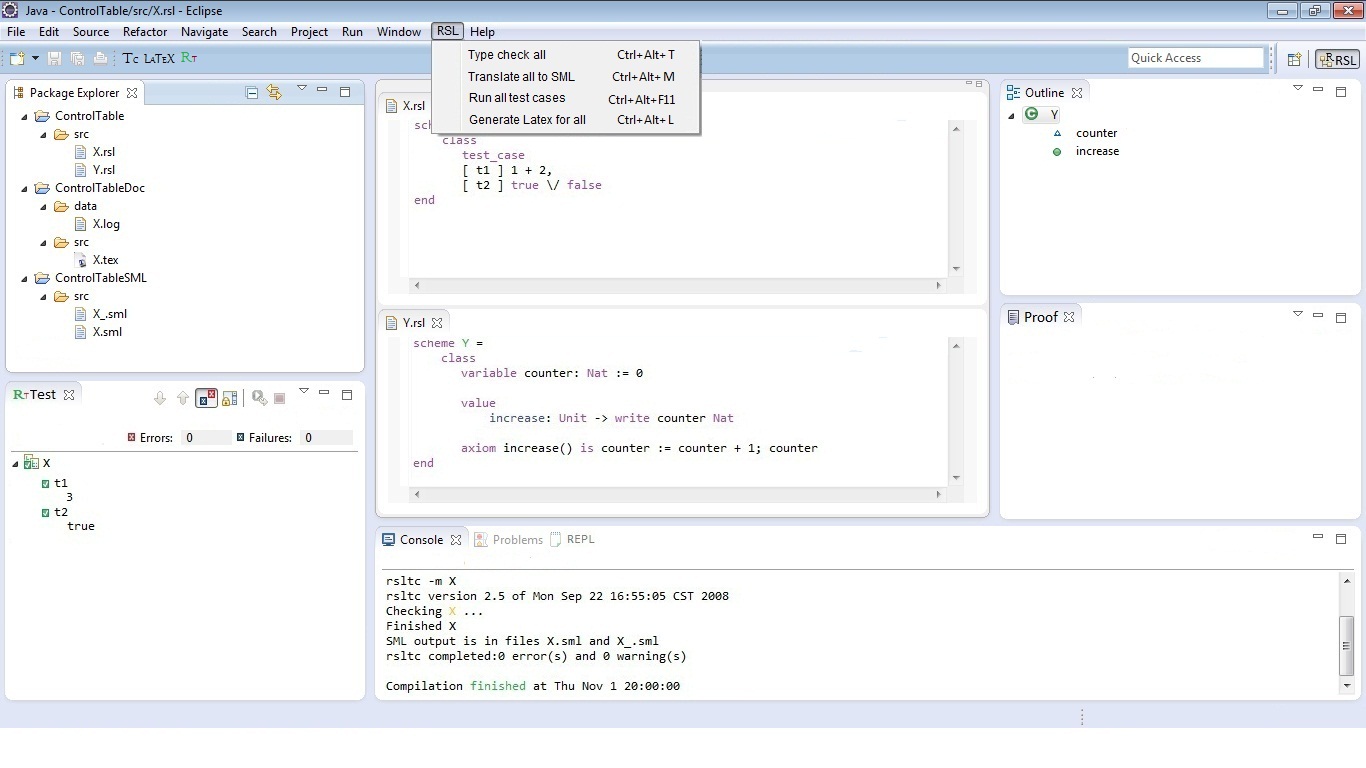 Java - ControlTable/src/X.rsl - Eclipse
File Edit Source Refactor Navigate Search Project Run Window RSL Help
Type check all Ctrl+Alt+T
Translate all to SML Ctrl+Alt+M
Run all test cases Ctrl+Alt+F11
Generate Latex for all Ctrl+Alt+L
Tc LATEX RT
Quick Access
RSL
Package Explorer
ControlTable
src
X.rsl
Y.rsl
ControlTableDoc
data
X.log
src
X.tex
ControlTableSML
src
X_.sml
X.sml
RT Test
Errors: 0 Failures: 0
X
t1
3
t2
true
X.rsl
class
test_case
[ t1 ] 1 + 2,
[ t2 ] true \/ false
end
Y.rsl
scheme Y =
class
variable counter: Nat := 0
value
increase: Unit -> write counter Nat
axiom increase() is counter := counter + 1; counter
end
Outline
Y
counter
increase
Proof
Console Problems REPL
rsltc -m X
rsltc version 2.5 of Mon Sep 22 16:55:05 CST 2008
Checking X ...
Finished X
SML output is in files X.sml and X_.sml
rsltc completed:0 error(s) and 0 warning(s)
Compilation finished at Thu Nov 1 20:00:00